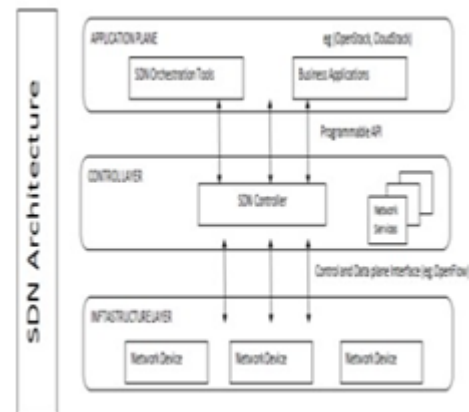 SDN Architecture
APPLICATION PLANE
eg (OpenStack, CloudStack)
SDN Orchestration Tools
Business Applications
Programmable API
CONTROL LAYER
SDN Controller
Network
Services
Control and Data plane Interface (eg OpenFlow)
INFTASTRUCTURE LAYER
Network Device
Network Device
Network Device